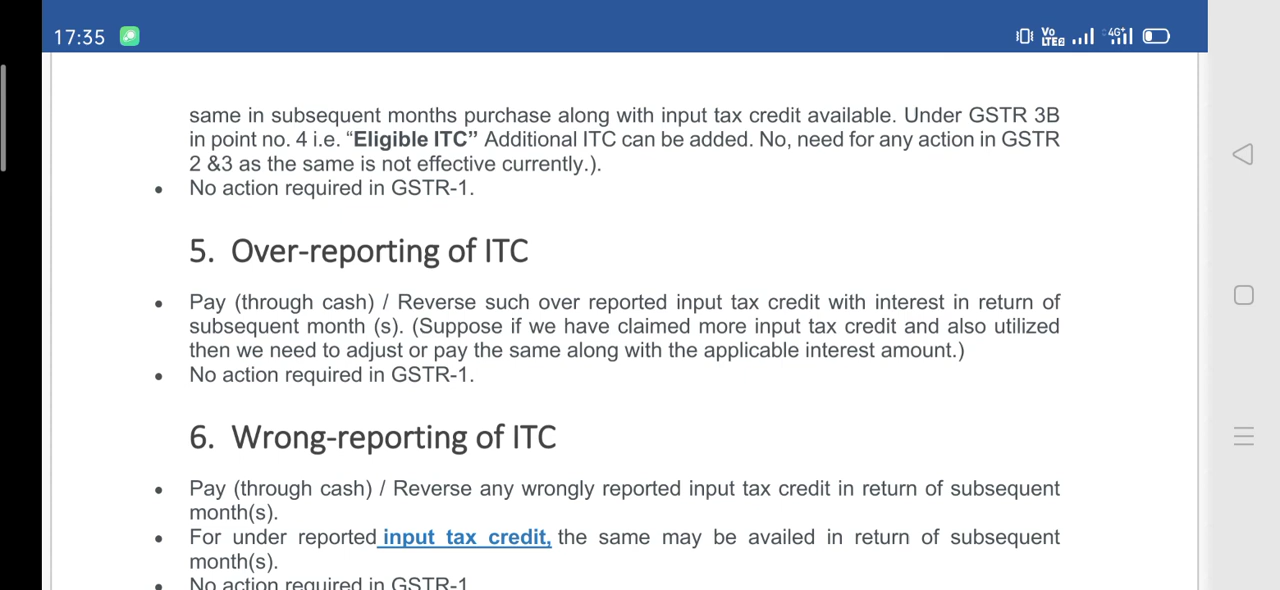 17:35
Vo LTE2 4G+
same in subsequent months purchase along with input tax credit available. Under GSTR 3B
in point no. 4 i.e. “Eligible ITC” Additional ITC can be added. No, need for any action in GSTR
2 &3 as the same is not effective currently.).
• No action required in GSTR-1.
5. Over-reporting of ITC
• Pay (through cash) / Reverse such over reported input tax credit with interest in return of
subsequent month (s). (Suppose if we have claimed more input tax credit and also utilized
then we need to adjust or pay the same along with the applicable interest amount.)
• No action required in GSTR-1.
6. Wrong-reporting of ITC
• Pay (through cash) / Reverse any wrongly reported input tax credit in return of subsequent
month(s).
• For under reported input tax credit, the same may be availed in return of subsequent
month(s).
• No action required in GSTR-1